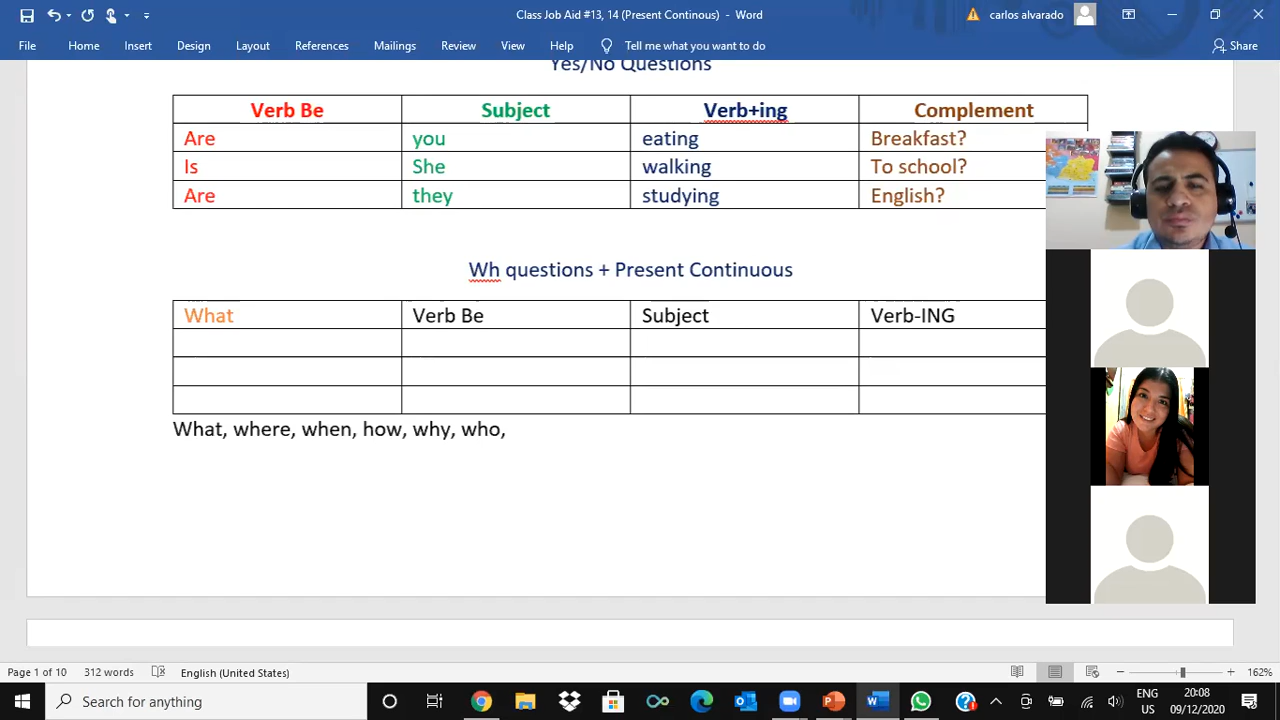 Class Job Aid #13, 14 (Present Continous) - Word
carlos alvarado
File Home Insert Design Layout References Mailings Review View Help Tell me what you want to do Share
Yes/No Questions
Verb Be Subject Verb+ing Complement
Are you eating Breakfast?
Is She walking To school?
Are they studying English?
Wh questions + Present Continuous
What Verb Be Subject Verb-ING
What, where, when, how, why, who,
Page 1 of 10 312 words English (United States) 162%
Search for anything
ENG 20:08
US 09/12/2020